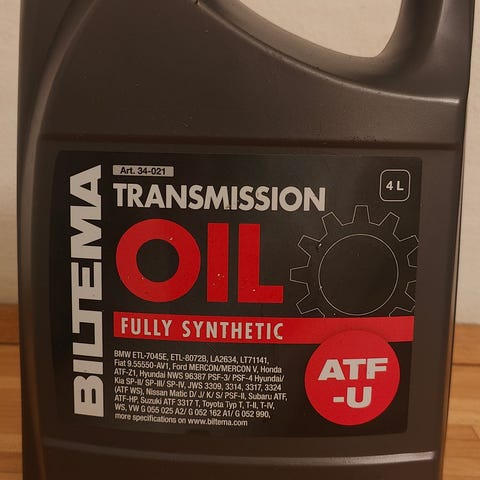 Art. 34-021
TRANSMISSION
4 L
OIL
FULLY SYNTHETIC
BILTEMA
BMW ETL-7045E, ETL-8072B, LA2634, LT71141,
Fiat 9.55550-AV1, Ford MERCON/MERCON V, Honda
ATF-Z1, Hyundai NWS 96387 PSF-3/ PSF-4 Hyundai/
Kia SP-II/ SP-III/ SP-IV, JWS 3309, 3314, 3317, 3324
(ATF WS), Nissan Matic D/ J/ K/ S/ PSF-II, Subaru ATF,
ATF-HP, Suzuki ATF 3317 T, Toyota Typ T, T-II, T-IV,
WS, VW G 055 025 A2/ G 052 162 A1/ G 052 990,
more specifications on www.biltema.com
ATF
-U